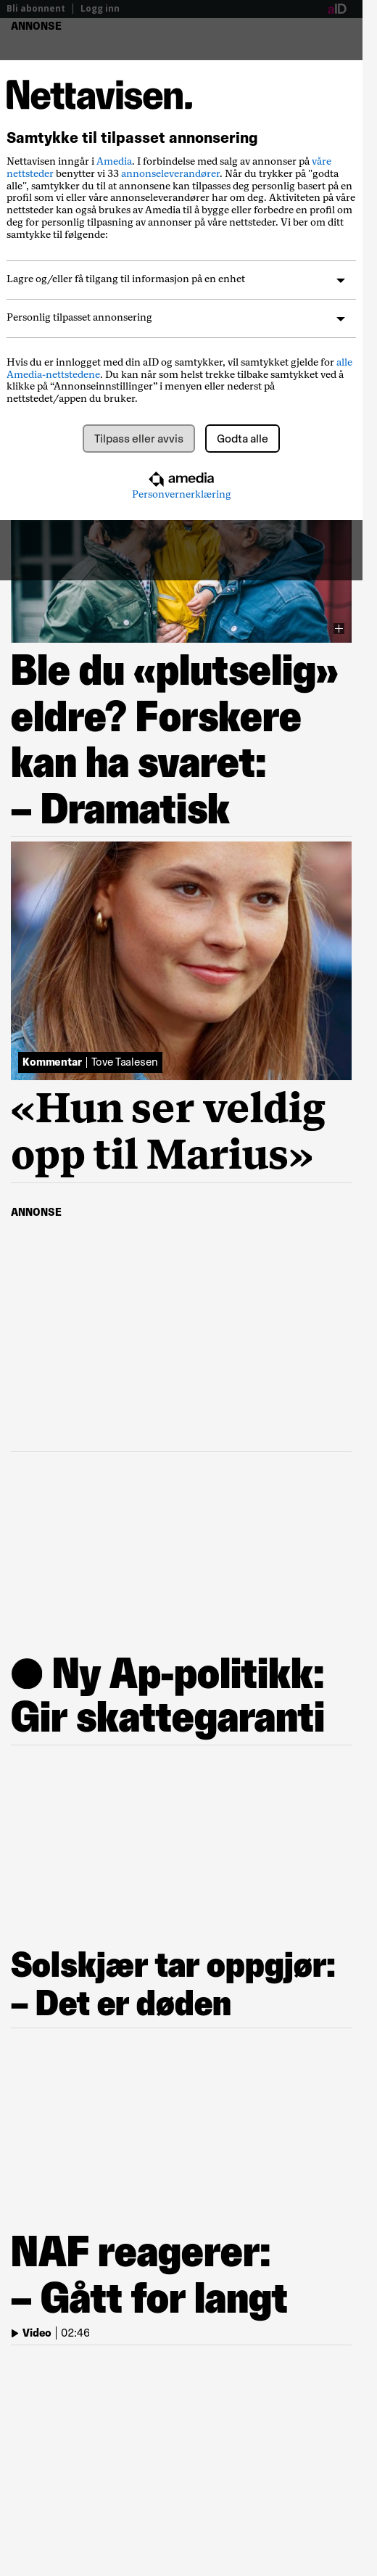 Bli abonnent | Logg inn
aID
ANNONSE
Nettavisen.
Samtykke til tilpasset annonsering
Nettavisen inngår i Amedia. I forbindelse med salg av annonser på våre
nettsteder benytter vi 33 annonseleverandører. Når du trykker på "godta
alle", samtykker du til at annonsene kan tilpasses deg personlig basert på en
profil som vi eller våre annonseleverandører har om deg. Aktiviteten på våre
nettsteder kan også brukes av Amedia til å bygge eller forbedre en profil om
deg for personlig tilpasning av annonser på våre nettsteder. Vi ber om ditt
samtykke til følgende:
Lagre og/eller få tilgang til informasjon på en enhet
Personlig tilpasset annonsering
Hvis du er innlogget med din aID og samtykker, vil samtykket gjelde for alle
Amedia-nettstedene. Du kan når som helst trekke tilbake samtykket ved å
klikke på “Annonseinnstillinger” i menyen eller nederst på
nettstedet/appen du bruker.
Tilpass eller avvis
Godta alle
amedia
Personvernerklæring
Ble du «plutselig»
eldre? Forskere
kan ha svaret:
– Dramatisk
Kommentar | Tove Taalesen
«Hun ser veldig
opp til Marius»
ANNONSE
● Ny Ap-politikk:
Gir skattegaranti
Solskjær tar oppgjør:
– Det er døden
NAF reagerer:
– Gått for langt
Video | 02:46